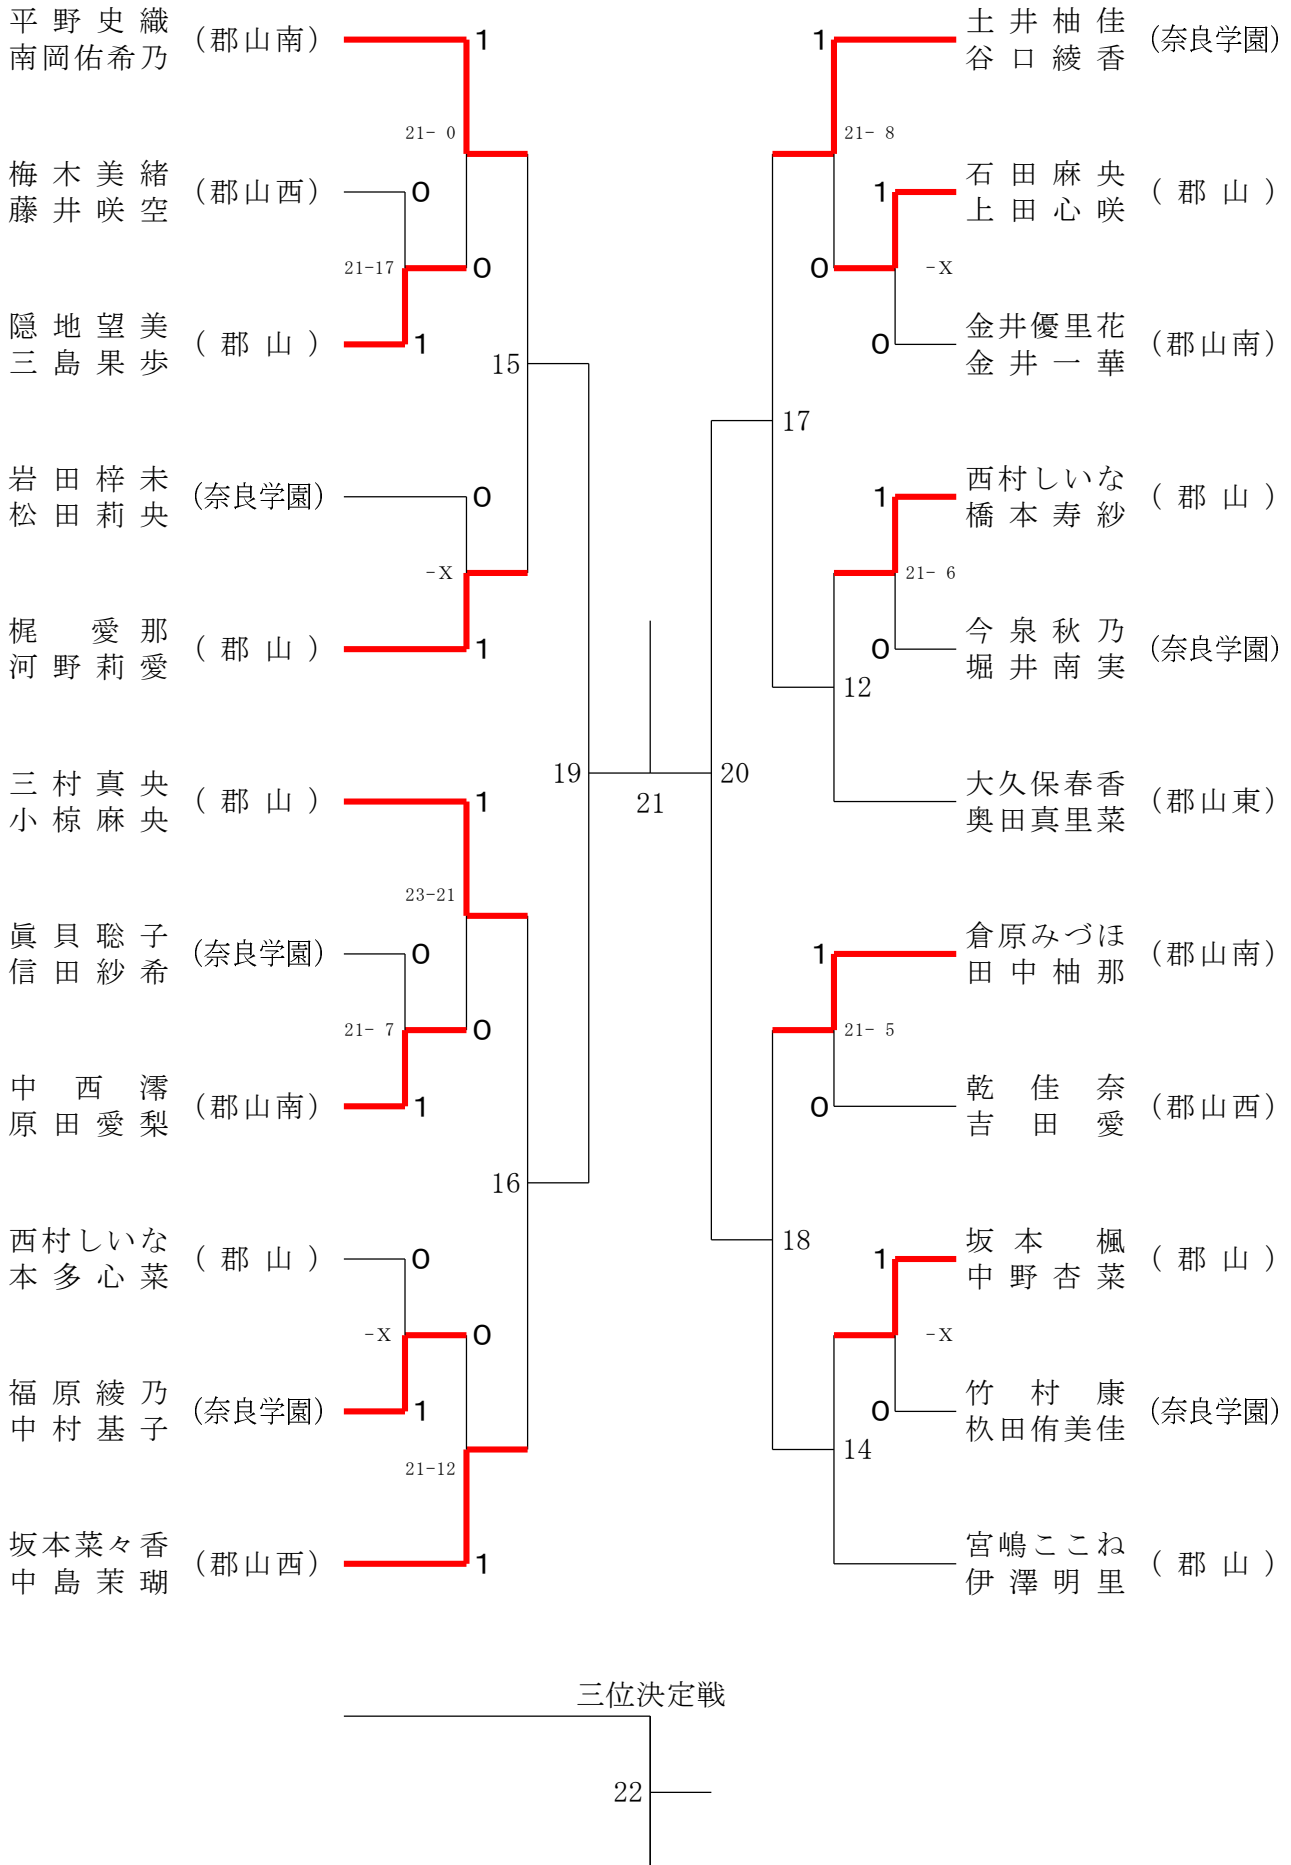 平野史織
南岡佑希乃
(郡山南)
1
21- 0
梅木美緒
藤井咲空
(郡山西)
0
21-17
0
隠地望美
三島果歩
(郡山)
1
15
岩田梓未
松田莉央
(奈良学園)
0
-X
梶 愛那
河野莉愛
(郡山)
1
19
三村真央
小椋麻央
(郡山)
1
23-21
眞貝聡子
信田紗希
(奈良学園)
0
21- 7
0
中西澪
原田愛梨
(郡山南)
1
16
西村しいな
本多心菜
(郡山)
0
-X
0
福原綾乃
中村基子
(奈良学園)
1
21-12
坂本菜々香
中島茉瑚
(郡山西)
1
21
土井柚佳
谷口綾香
(奈良学園)
1
21- 8
石田麻央
上田心咲
(郡山)
1
0
-X
金井優里花
金井一華
(郡山南)
0
17
西村しいな
橋本寿紗
(郡山)
1
21- 6
今泉秋乃
堀井南実
(奈良学園)
0
12
大久保春香
奥田真里菜
(郡山東)
20
倉原みづほ
田中柚那
(郡山南)
1
21- 5
乾佳奈
吉田愛
(郡山西)
0
18
坂本楓
中野杏菜
(郡山)
1
-X
竹村康
杁田侑美佳
(奈良学園)
0
14
宮嶋ここね
伊澤明里
(郡山)
三位決定戦
22